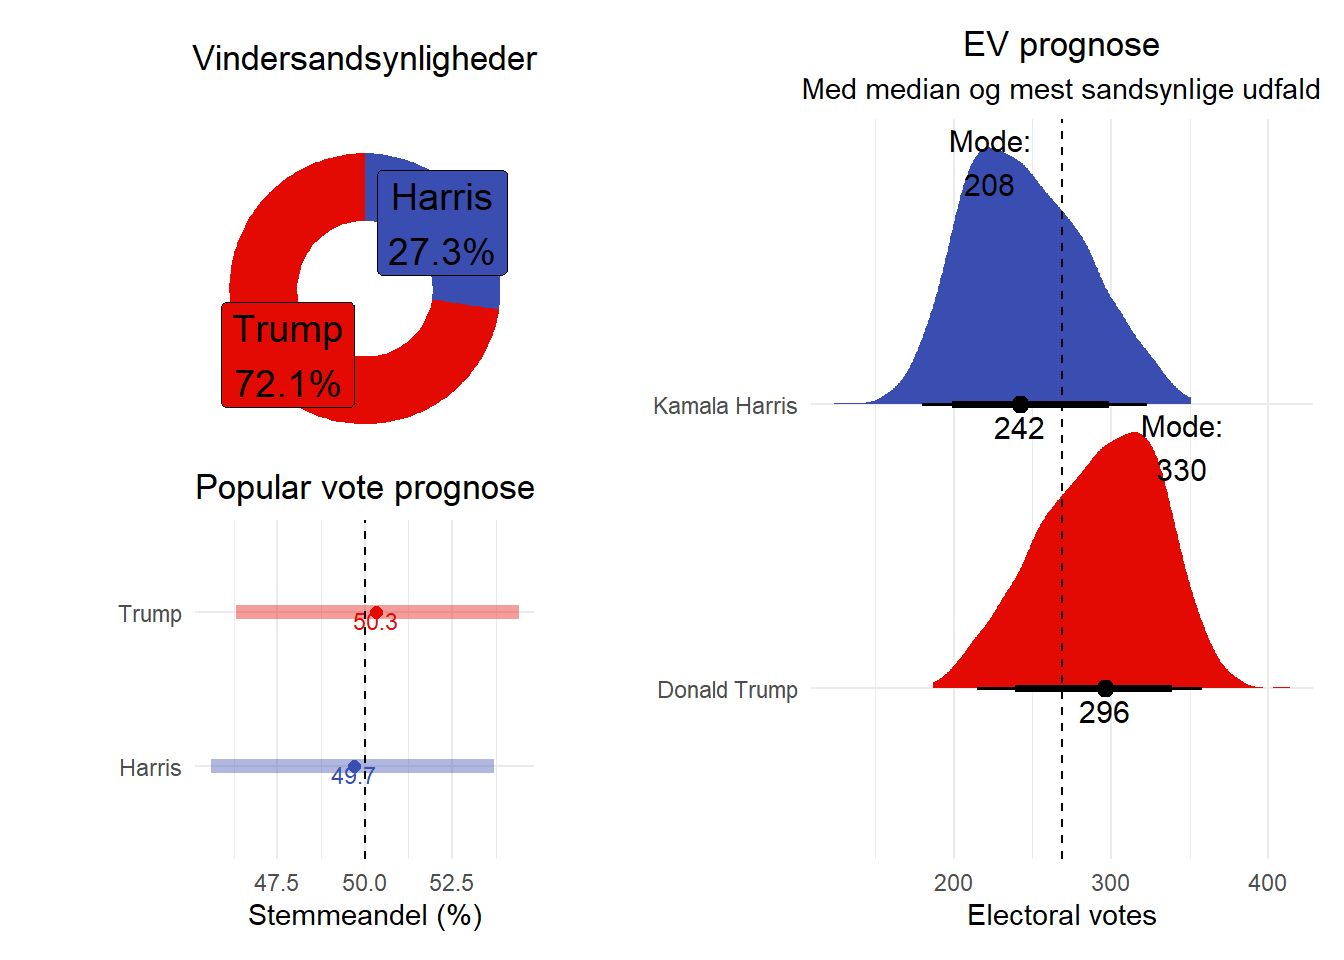 Vindersandsynligheder
Harris
27.3%
Trump
72.1%
Popular vote prognose
Trump
50.3
Harris
49.7
47.5
50.0
52.5
Stemmeandel (%)
EV prognose
Med median og mest sandsynlige udfald
Mode:
208
Kamala Harris
242
Mode:
330
Donald Trump
296
200
300
400
Electoral votes